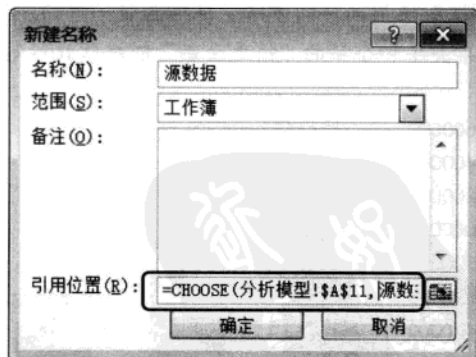 新建名称
名称(N):
源数据
范围(S):
工作簿
备注(O):
引用位置(R):
=CHOOSE(分析模型!$A$11,源数
确定
取消